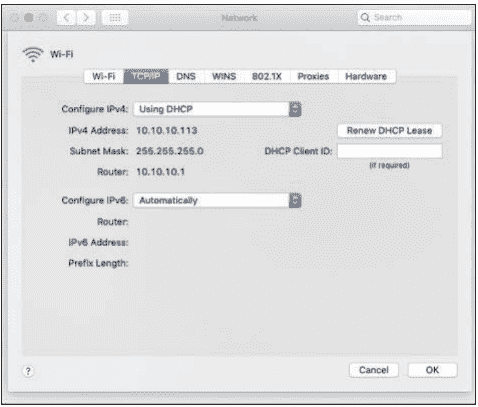 Network
Search
Wi-Fi
Wi-Fi TCP/IP DNS WINS 802.1X Proxies Hardware
Configure IPv4: Using DHCP
IPv4 Address: 10.10.10.113 Renew DHCP Lease
Subnet Mask: 255.255.255.0 DHCP Client ID:
(If required)
Router: 10.10.10.1
Configure IPv6: Automatically
Router:
IPv6 Address:
Prefix Length:
? Cancel OK